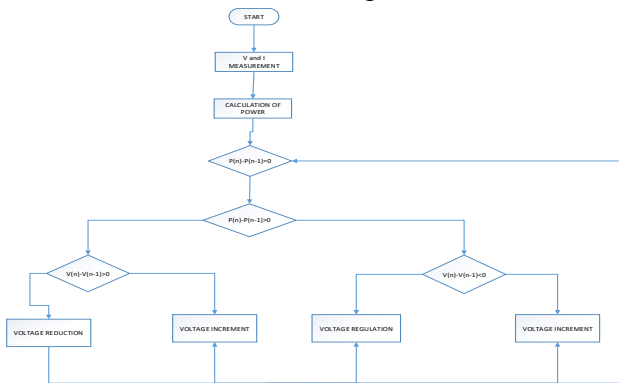 START
V and I
MEASUREMENT
CALCULATION OF
POWER
P(n)-P(n-1)=0
P(n)-P(n-1)>0
V(n)-V(n-1)>0
V(n)-V(n-1)<0
VOLTAGE REDUCTION
VOLTAGE INCREMENT
VOLTAGE REGULATION
VOLTAGE INCREMENT